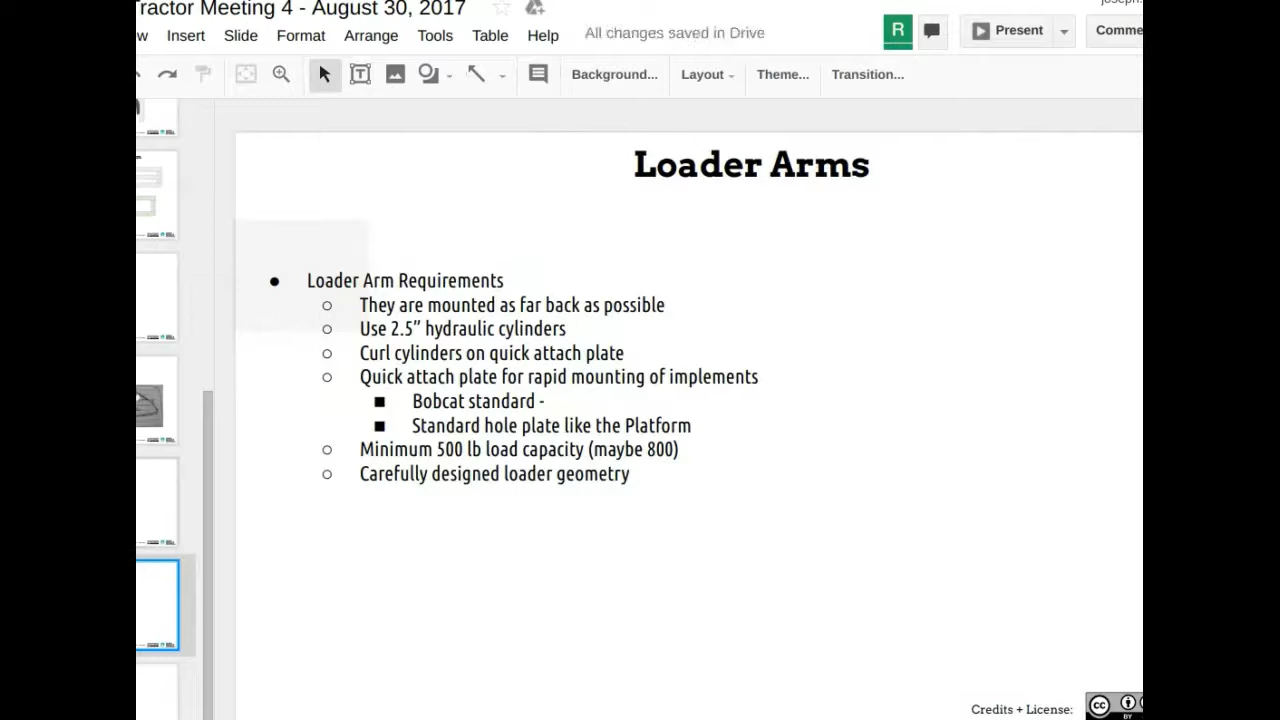 Tractor Meeting 4 - August 30, 2017
Insert Slide Format Arrange Tools Table Help All changes saved in Drive
R Present
Background... Layout Theme... Transition...
Loader Arms
● Loader Arm Requirements
○ They are mounted as far back as possible
○ Use 2.5” hydraulic cylinders
○ Curl cylinders on quick attach plate
○ Quick attach plate for rapid mounting of implements
■ Bobcat standard -
■ Standard hole plate like the Platform
○ Minimum 500 lb load capacity (maybe 800)
○ Carefully designed loader geometry
Credits + License: cc
BY